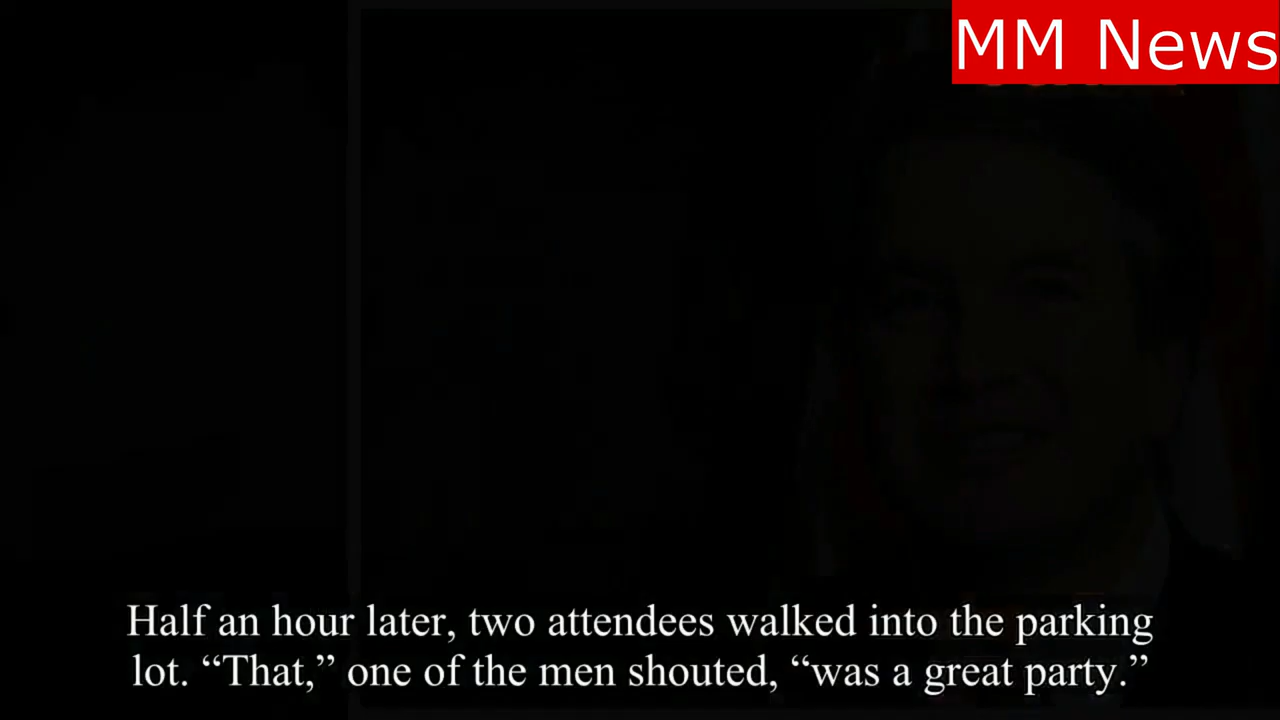 MM News
Half an hour later, two attendees walked into the parking
lot. “That,” one of the men shouted, “was a great party.”